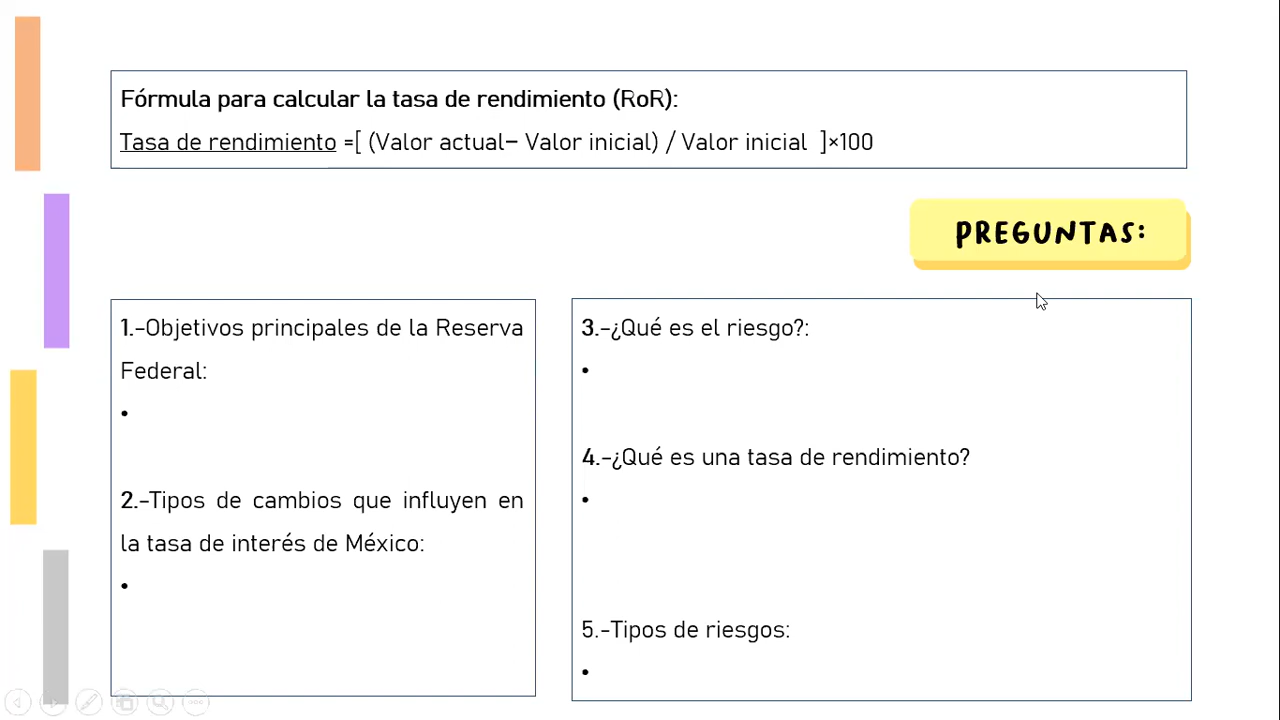 Fórmula para calcular la tasa de rendimiento (RoR):
Tasa de rendimiento =[ (Valor actual− Valor inicial) / Valor inicial ]×100
PREGUNTAS:
1.-Objetivos principales de la Reserva
Federal:
•
2.-Tipos de cambios que influyen en
la tasa de interés de México:
•
3.-¿Qué es el riesgo?:
•
4.-¿Qué es una tasa de rendimiento?
•
5.-Tipos de riesgos:
•